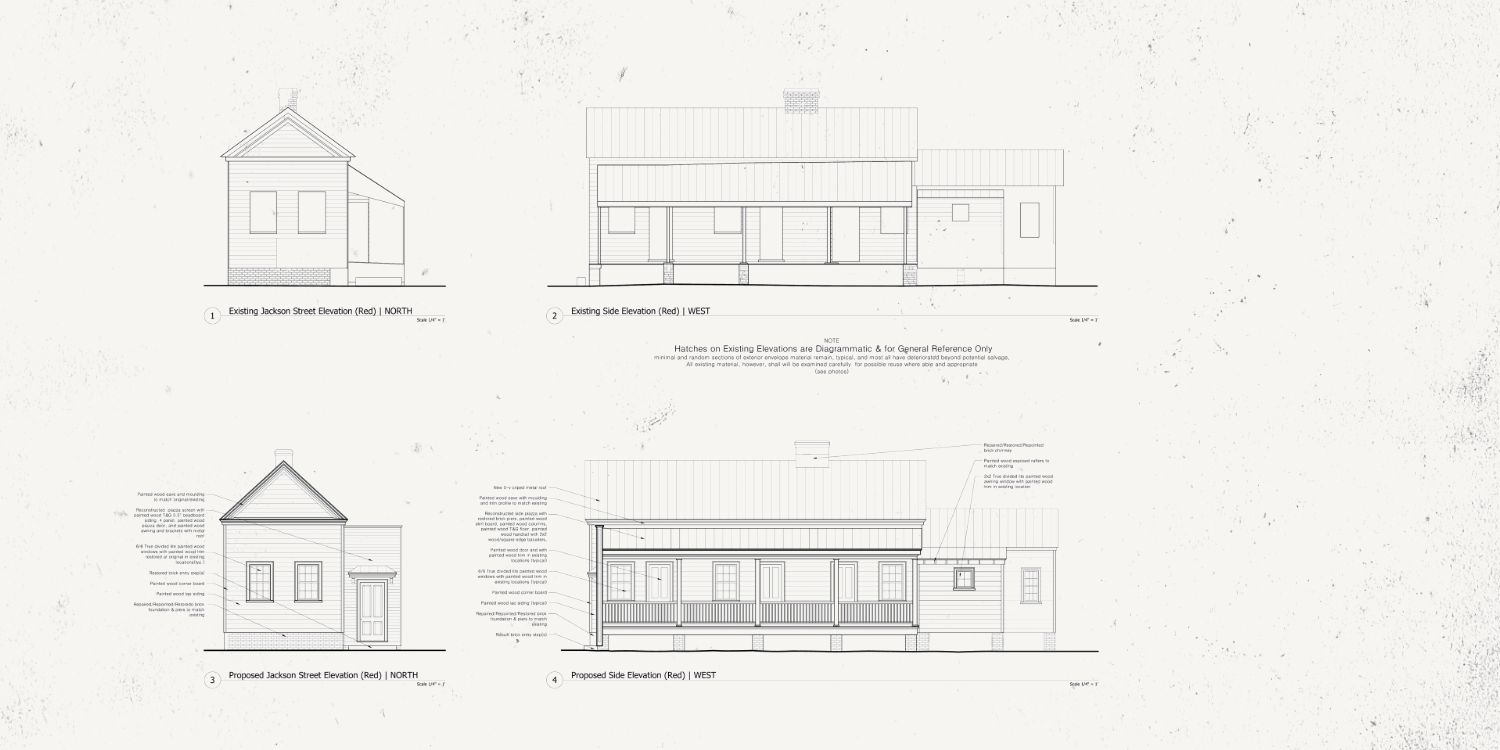 1 Existing Jackson Street Elevation (Red) | NORTH
Scale 1/4" = 1'
2 Existing Side Elevation (Red) | WEST
Scale 1/4" = 1'
NOTE
Hatches on Existing Elevations are Diagrammatic & for General Reference Only
minimal and random sections of exterior envelope material remain, typical, and most all have deteriorated beyond potential salvage.
All existing material, however, shall will be examined carefully for possible reuse where able and appropriate
(see photos)
Painted wood eave and moulding
to match original/existing
Reconstructed piazza screen with
painted wood T&G 3.5" beadboard
siding, 4 panel painted wood
piazza door, and painted wood
awning and brackets with metal
roof
6/6 True divided lite painted wood
windows with painted wood trim
restored at original in existing
Restored brick entry step(s)
Painted wood corner board
Painted wood lap siding
Repaired/Repointed/Restored brick
foundation & piers to match
existing
New 5-v crimped metal roof
Painted wood eave with moulding
and trim profile to match existing
Reconstructed side piazza with
restored brick piers, painted wood
skirt board, painted wood columns,
painted wood T&G floor, painted
wood handrail with 2x2
wood/square edge balusters,
Painted wood door and with
painted wood trim in existing
locations (typical)
6/6 True divided lite painted wood
windows with painted wood trim in
existing locations (typical)
Painted wood corner board
Painted wood lap siding (typical)
Repaired/Repointed/Restored brick
foundation & piers to match
existing
Rebuilt brick entry step(s)
Repaired/Restored/Repointed
brick chimney
Painted wood exposed rafters to
match existing
2x2 True divided lite painted wood
awning window with painted wood
trim in existing location
3 Proposed Jackson Street Elevation (Red) | NORTH
Scale 1/4" = 1'
4 Proposed Side Elevation (Red) | WEST
Scale 1/4" = 1'